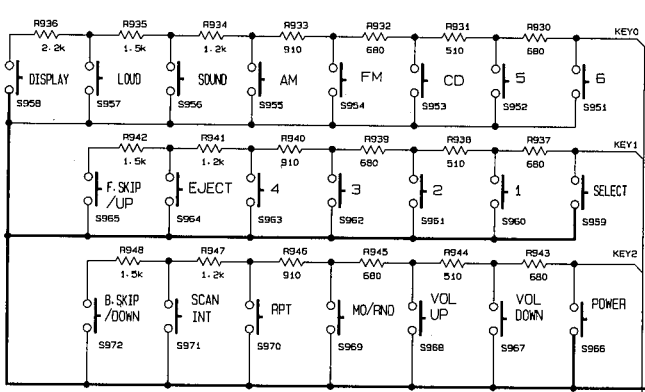 R936 R935 R934 R933 R932 R931 R930 KEY0
2.2k 1.5k 1.2k 910 680 510 680
DISPLAY LOUD SOUND AM FM CD 5 6
S958 S957 S956 S955 S954 S953 S952 S951
R942 R941 R940 R939 R938 R937 KEY1
1.5k 1.2k 910 680 510 680
F.SKIP EJECT 4 3 2 1 SELECT
/UP
S965 S964 S963 S962 S961 S960 S959
R948 R947 R946 R945 R944 R943 KEY2
1.5k 1.2k 910 680 510 680
B.SKIP SCAN RPT MO/RND VOL VOL POWER
/DOWN INT UP DOWN
S972 S971 S970 S969 S968 S967 S966